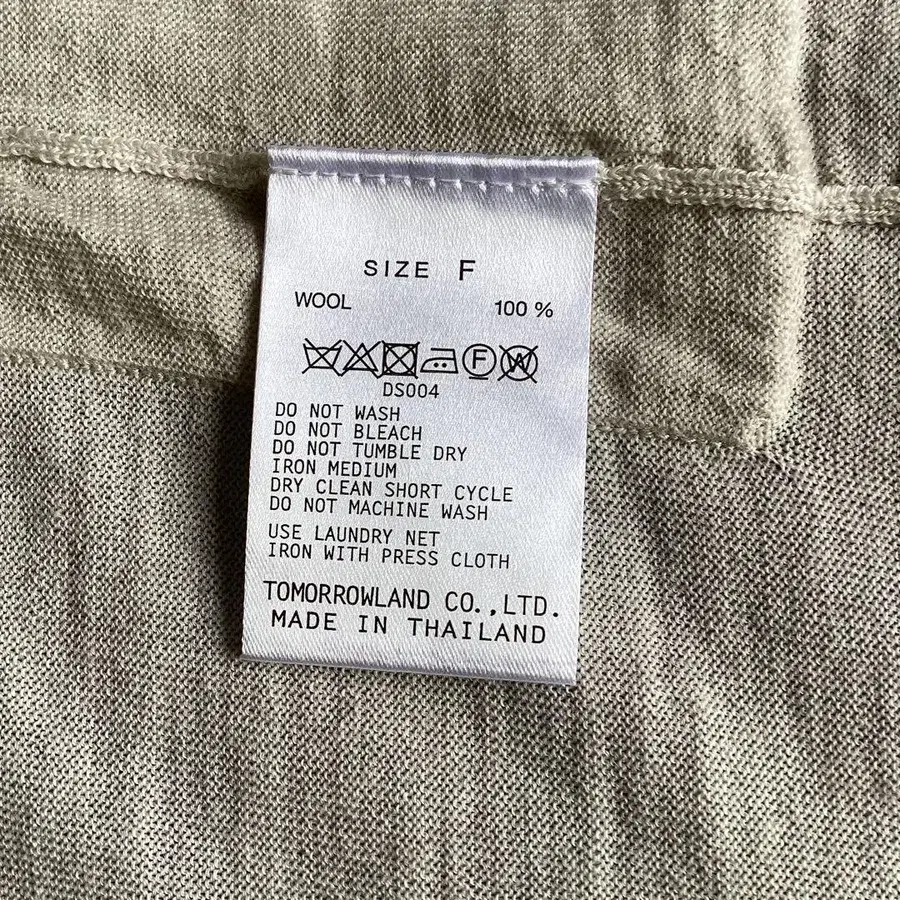 SIZE F
WOOL 100 %
F W
DS004
DO NOT WASH
DO NOT BLEACH
DO NOT TUMBLE DRY
IRON MEDIUM
DRY CLEAN SHORT CYCLE
DO NOT MACHINE WASH
USE LAUNDRY NET
IRON WITH PRESS CLOTH
TOMORROWLAND CO.,LTD.
MADE IN THAILAND